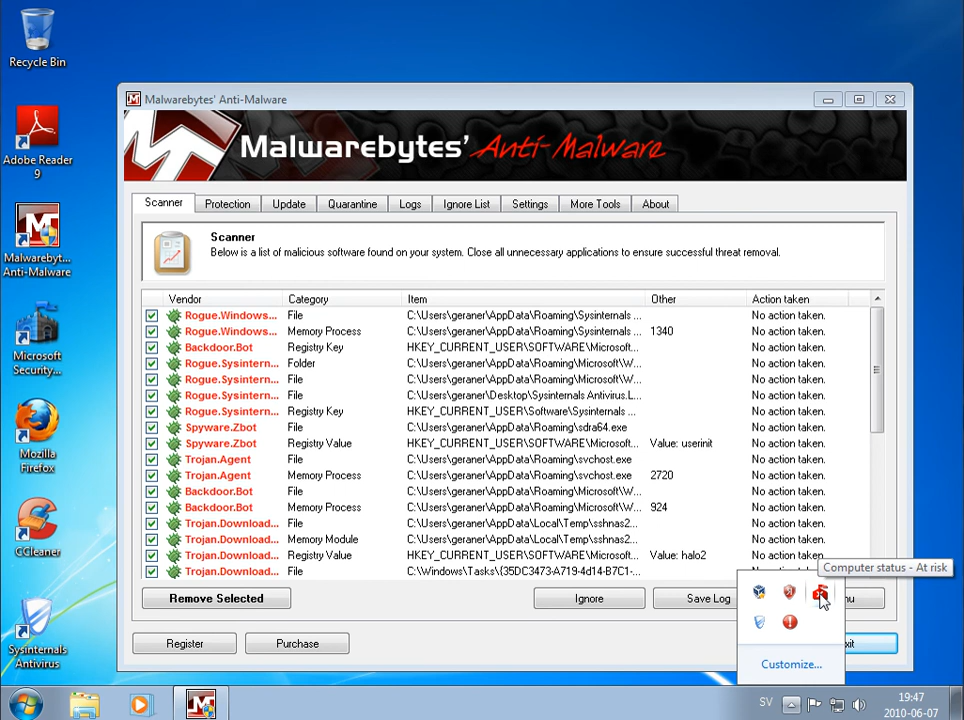 Recycle Bin
Adobe Reader
9
Malwareby...
Anti-Malware
Microsoft
Security...
Mozilla
Firefox
CCleaner
Sysinternals
Antivirus
Malwarebytes' Anti-Malware
Malwarebytes' Anti-Malware
Scanner Protection Update Quarantine Logs Ignore List Settings More Tools About
Scanner
Below is a list of malicious software found on your system. Close all unnecessary applications to ensure successful threat removal.
Vendor Category Item Other Action taken
Rogue.Windows... File C:\Users\geraner\AppData\Roaming\Sysinternals ... No action taken.
Rogue.Windows... Memory Process C:\Users\geraner\AppData\Roaming\Sysinternals ... 1340 No action taken.
Backdoor.Bot Registry Key HKEY_CURRENT_USER\SOFTWARE\Microsoft... No action taken.
Rogue.Sysintern... Folder C:\Users\geraner\AppData\Roaming\Microsoft\W... No action taken.
Rogue.Sysintern... File C:\Users\geraner\AppData\Roaming\Microsoft\W... No action taken.
Rogue.Sysintern... File C:\Users\geraner\Desktop\Sysinternals Antivirus.L... No action taken.
Rogue.Sysintern... Registry Key HKEY_CURRENT_USER\Software\Sysinternals ... No action taken.
Spyware.Zbot File C:\Users\geraner\AppData\Roaming\sdra64.exe No action taken.
Spyware.Zbot Registry Value HKEY_CURRENT_USER\SOFTWARE\Microsoft... Value: userinit No action taken.
Trojan.Agent File C:\Users\geraner\AppData\Roaming\svchost.exe No action taken.
Trojan.Agent Memory Process C:\Users\geraner\AppData\Roaming\svchost.exe 2720 No action taken.
Backdoor.Bot File C:\Users\geraner\AppData\Roaming\Microsoft\W... No action taken.
Backdoor.Bot Memory Process C:\Users\geraner\AppData\Roaming\Microsoft\W... 924 No action taken.
Trojan.Download... File C:\Users\geraner\AppData\Local\Temp\sshnas2... No action taken.
Trojan.Download... Memory Module C:\Users\geraner\AppData\Local\Temp\sshnas2... No action taken.
Trojan.Download... Registry Value HKEY_CURRENT_USER\SOFTWARE\Microsoft... Value: halo2 No action taken.
Trojan.Download... File C:\Windows\Tasks\{35DC3473-A719-4d14-B7C1-... No action taken.
Computer status - At risk
Remove Selected Ignore Save Log nu
Register Purchase xit
Customize...
SV
19:47
2010-06-07